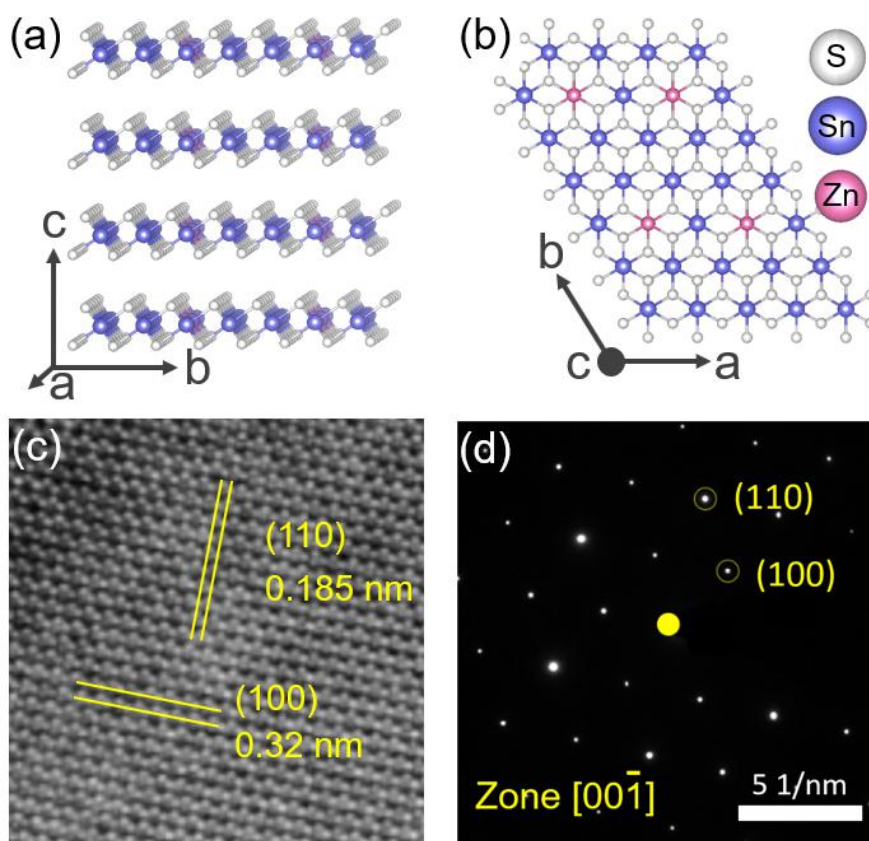 (a)
c
a
b
(b)
b
c
a
S
Sn
Zn
(c)
(110)
0.185 nm
(100)
0.32 nm
(d)
(110)
(100)
Zone [001̄]
5 1/nm